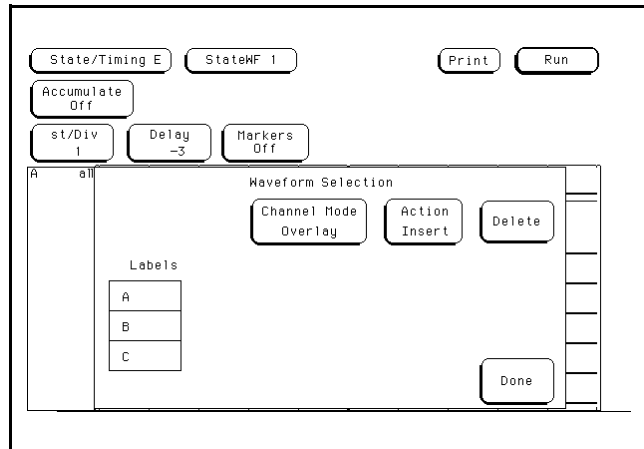 State/Timing E StateWF 1 Print Run
Accumulate
Off
st/Div Delay Markers
1 -3 Off
A all
Waveform Selection
Channel Mode Action Delete
Overlay Insert
Labels
A
B
C
Done